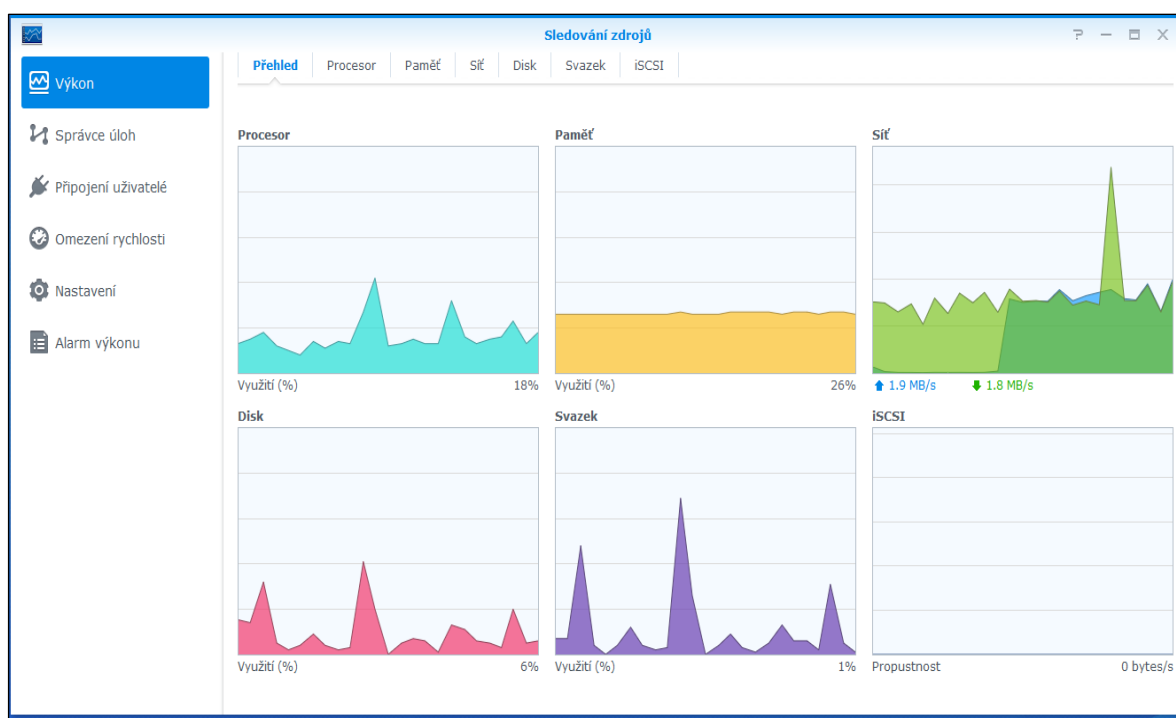 Sledování zdrojů
Výkon
Správce úloh
Připojení uživatelé
Omezení rychlosti
Nastavení
Alarm výkonu
Přehled Procesor Paměť Síť Disk Svazek iSCSI
Procesor
Využití (%) 18%
Paměť
Využití (%) 26%
Síť
1.9 MB/s 1.8 MB/s
Disk
Využití (%) 6%
Svazek
Využití (%) 1%
iSCSI
Propustnost 0 bytes/s